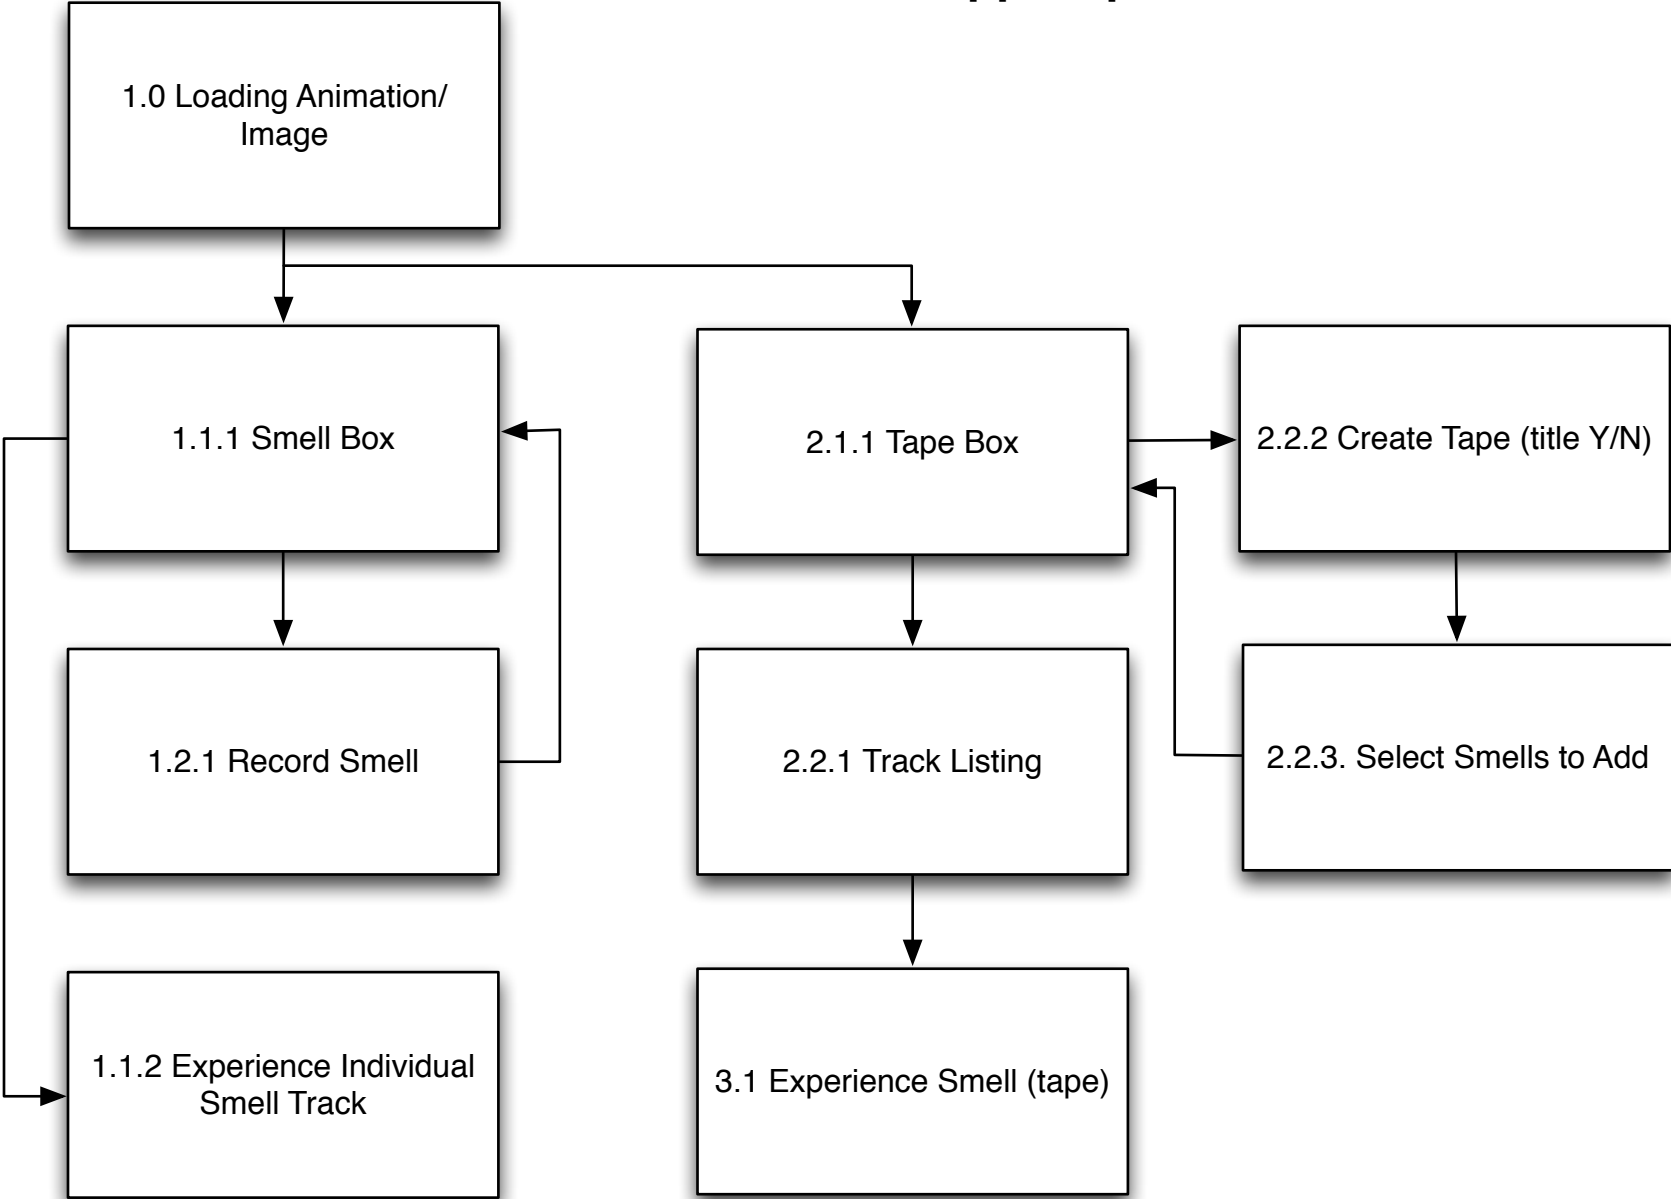 1.0 Loading Animation/
Image
1.1.1 Smell Box
2.1.1 Tape Box
2.2.2 Create Tape (title Y/N)
1.2.1 Record Smell
2.2.1 Track Listing
2.2.3. Select Smells to Add
1.1.2 Experience Individual
Smell Track
3.1 Experience Smell (tape)